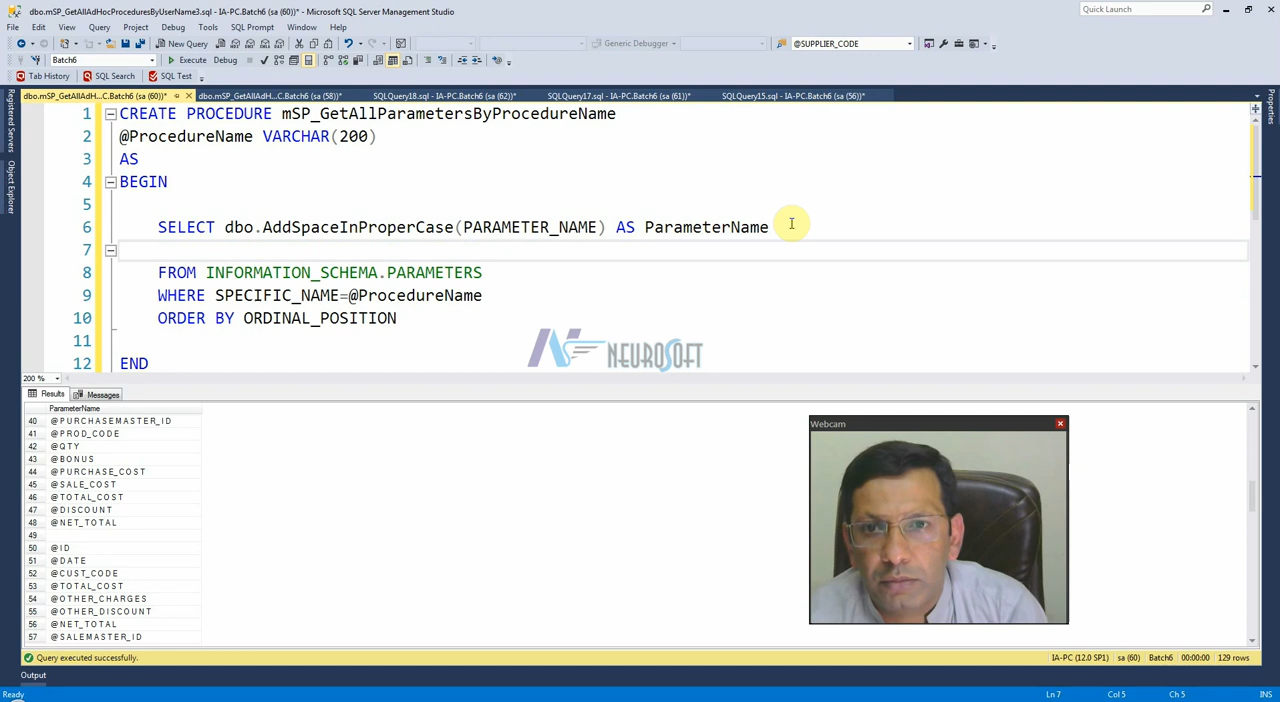 dbo.mSP_GetAllAdHocProceduresByUserName3.sql - IA-PC.Batch6 (sa (60))* - Microsoft SQL Server Management Studio
Quick Launch
File Edit View Query Project Debug Tools SQL Prompt Window Help
New Query
Generic Debugger
@SUPPLIER_CODE
Batch6
Execute Debug
Tab History SQL Search SQL Test
dbo.mSP_GetAllAdH...C.Batch6 (sa (60))*
dbo.mSP_GetAllAdH...C.Batch6 (sa (58))*
SQLQuery18.sql - IA-PC.Batch6 (sa (62))*
SQLQuery17.sql - IA-PC.Batch6 (sa (61))*
SQLQuery15.sql - IA-PC.Batch6 (sa (56))*
Registered Servers
Object Explorer
Properties
1 CREATE PROCEDURE mSP_GetAllParametersByProcedureName
2 @ProcedureName VARCHAR(200)
3 AS
4 BEGIN
5
6 SELECT dbo.AddSpaceInProperCase(PARAMETER_NAME) AS ParameterName
7
8 FROM INFORMATION_SCHEMA.PARAMETERS
9 WHERE SPECIFIC_NAME=@ProcedureName
10 ORDER BY ORDINAL_POSITION
11
12 END
NEUROSOFT
200 %
Results Messages
ParameterName
40 @PURCHASEMASTER_ID
41 @PROD_CODE
42 @QTY
43 @BONUS
44 @PURCHASE_COST
45 @SALE_COST
46 @TOTAL_COST
47 @DISCOUNT
48 @NET_TOTAL
49
50 @ID
51 @DATE
52 @CUST_CODE
53 @TOTAL_COST
54 @OTHER_CHARGES
55 @OTHER_DISCOUNT
56 @NET_TOTAL
57 @SALEMASTER_ID
Webcam
Query executed successfully.
IA-PC (12.0 SP1) sa (60) Batch6 00:00:00 129 rows
Output
Ready
Ln 7 Col 5 Ch 5 INS